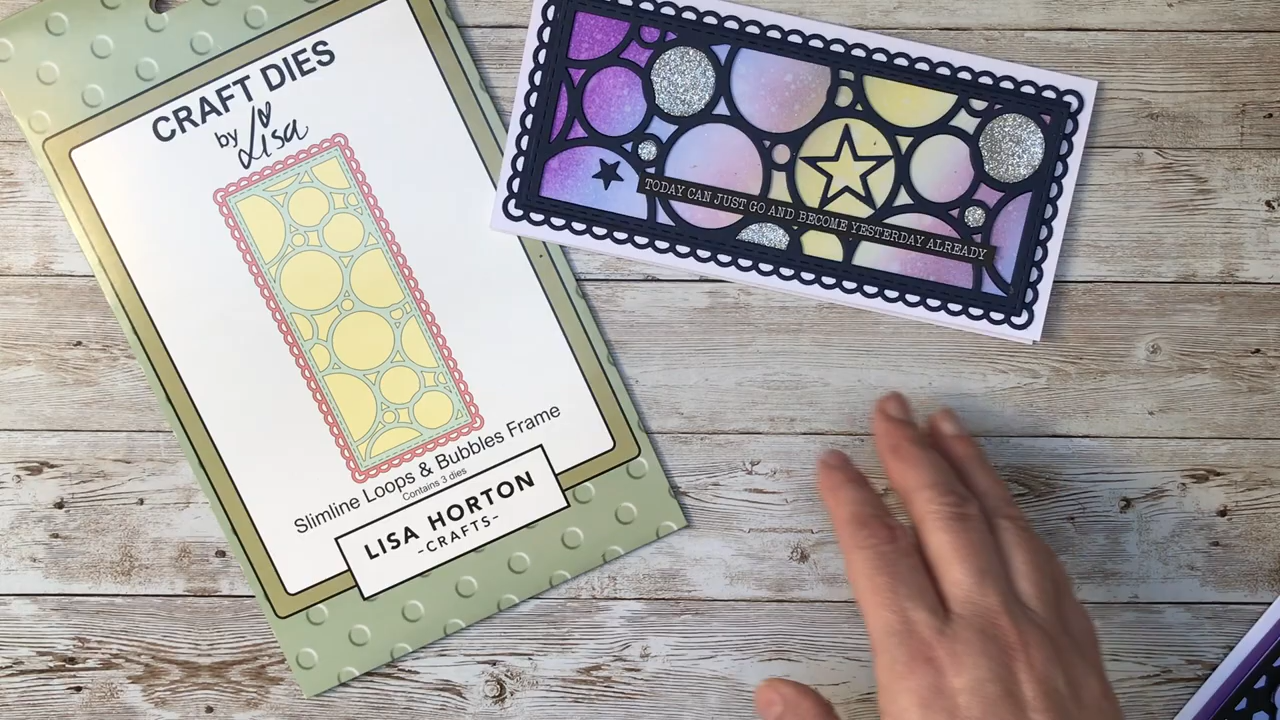 CRAFT DIES
by Lisa
Slimline Loops & Bubbles Frame
Contains 3 dies
LISA HORTON
-CRAFTS-
TODAY CAN JUST GO AND BECOME YESTERDAY ALREADY